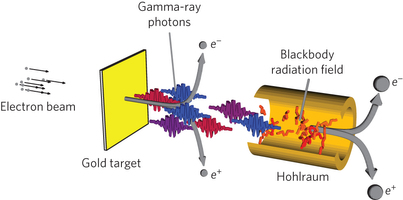 Gamma-ray
photons
e⁻
Blackbody
radiation field
e⁻
Electron beam
Gold target
e⁺
Hohlraum
e⁺